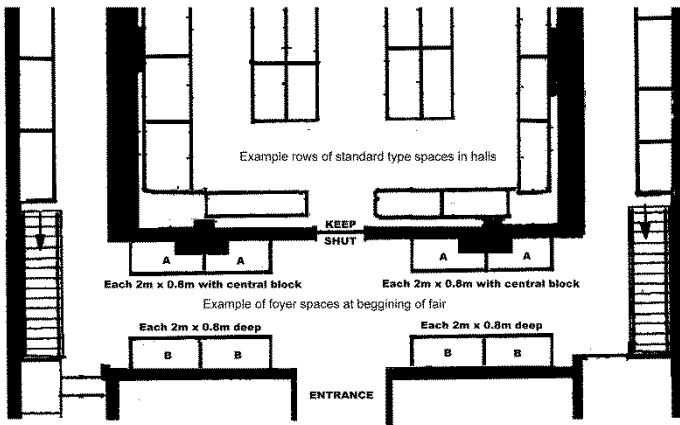 Example rows of standard type spaces in halls
KEEP
SHUT
A A A A
Each 2m x 0.8m with central block Each 2m x 0.8m with central block
Example of foyer spaces at beggining of fair
Each 2m x 0.8m deep Each 2m x 0.8m deep
B B B B
ENTRANCE